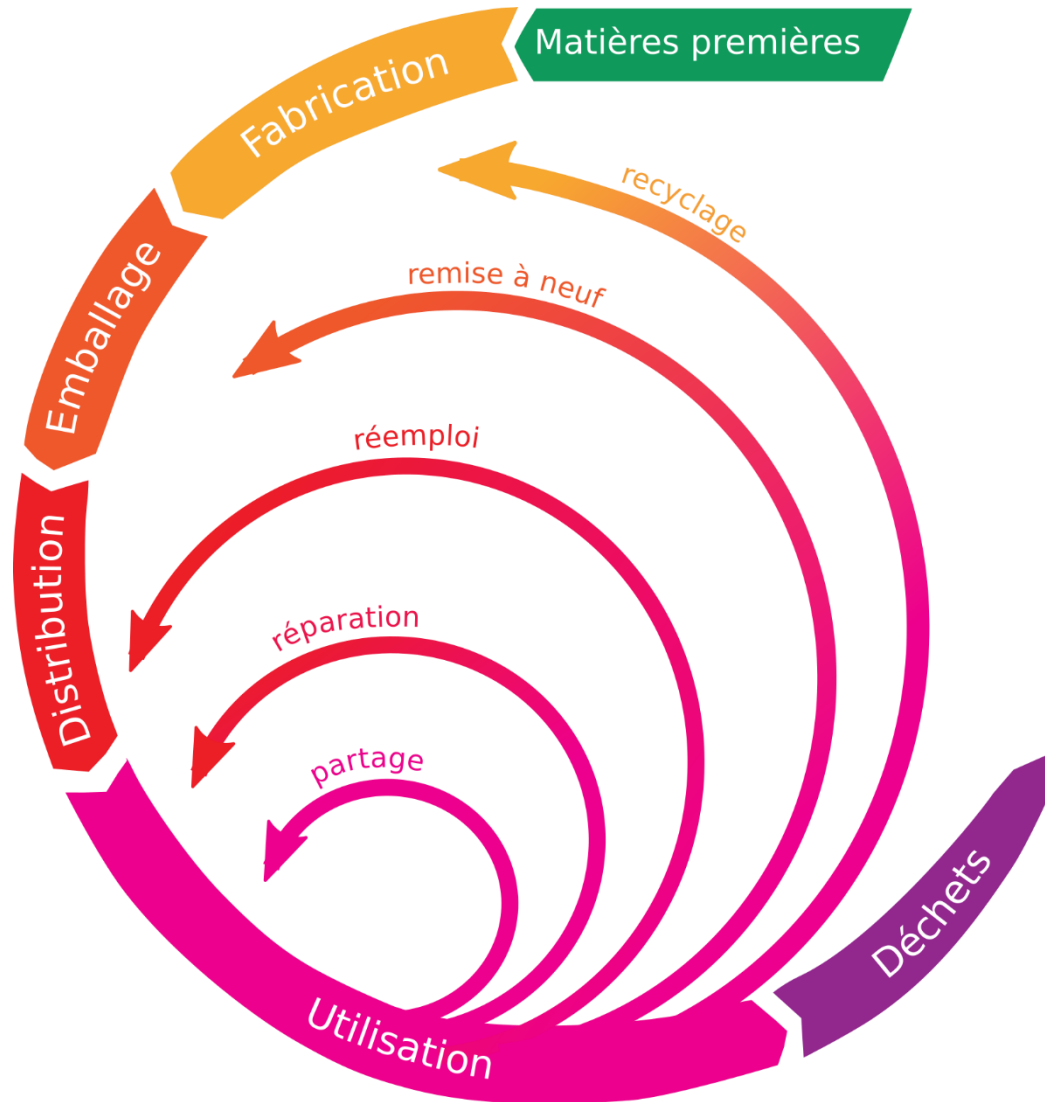 Matières premières
Fabrication
Emballage
Distribution
Utilisation
Déchets
recyclage
remise à neuf
réemploi
réparation
partage